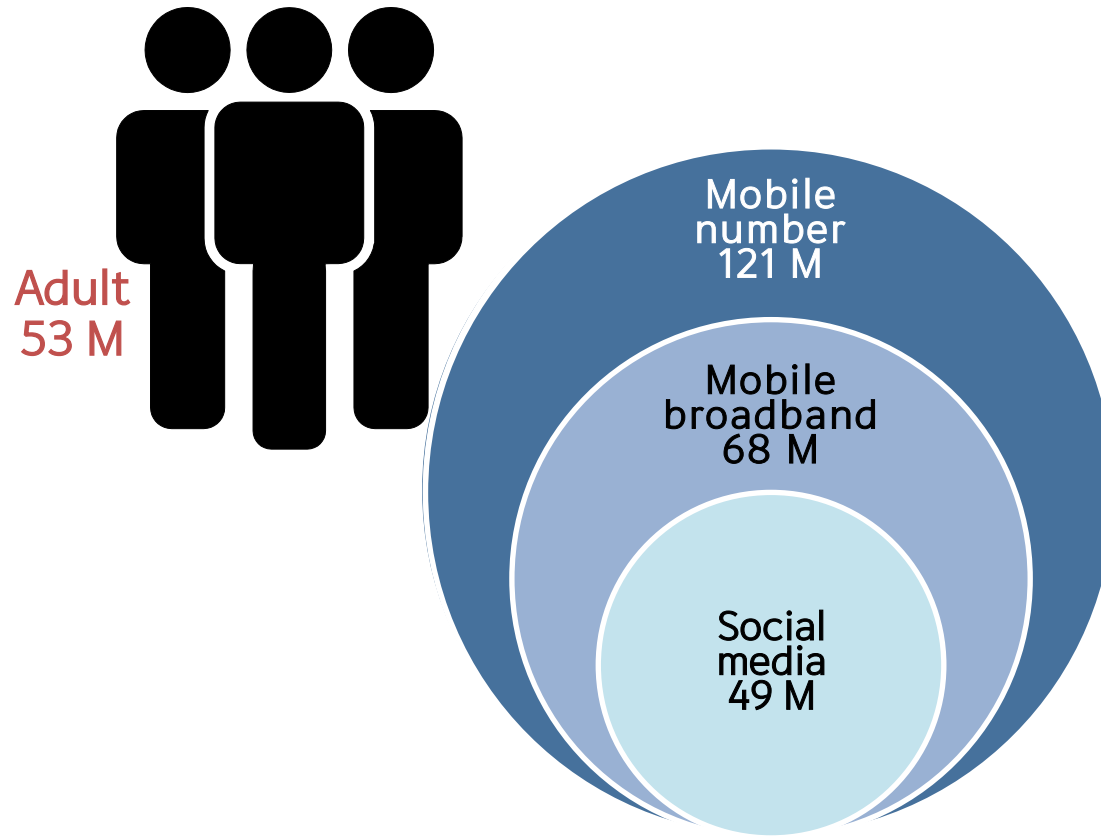 Adult
53 M
Mobile
number
121 M
Mobile
broadband
68 M
Social
media
49 M